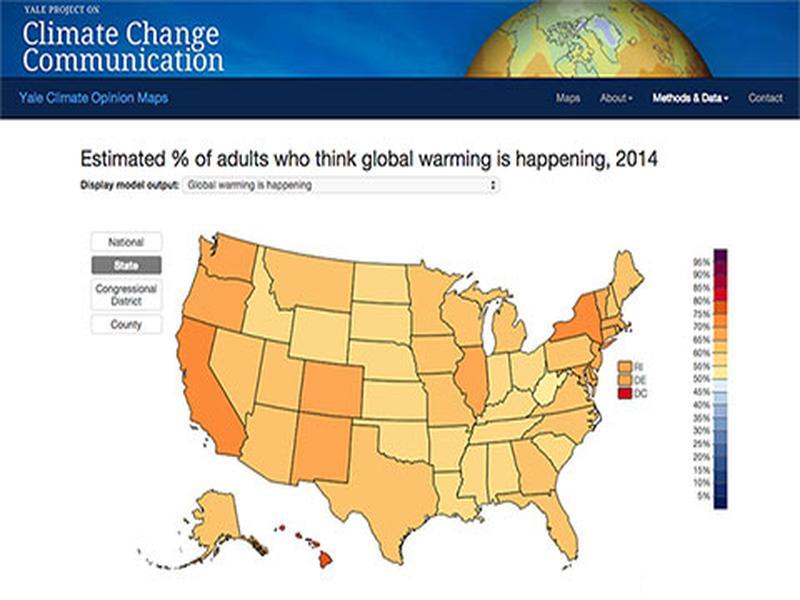 YALE PROJECT ON
Climate Change
Communication
Yale Climate Opinion Maps
Maps About Methods & Data Contact
Estimated % of adults who think global warming is happening, 2014
Display model output: Global warming is happening
National
State
Congressional
District
County
RI
DE
DC
95%
90%
85%
80%
75%
70%
65%
60%
55%
50%
45%
40%
35%
30%
25%
20%
15%
10%
5%